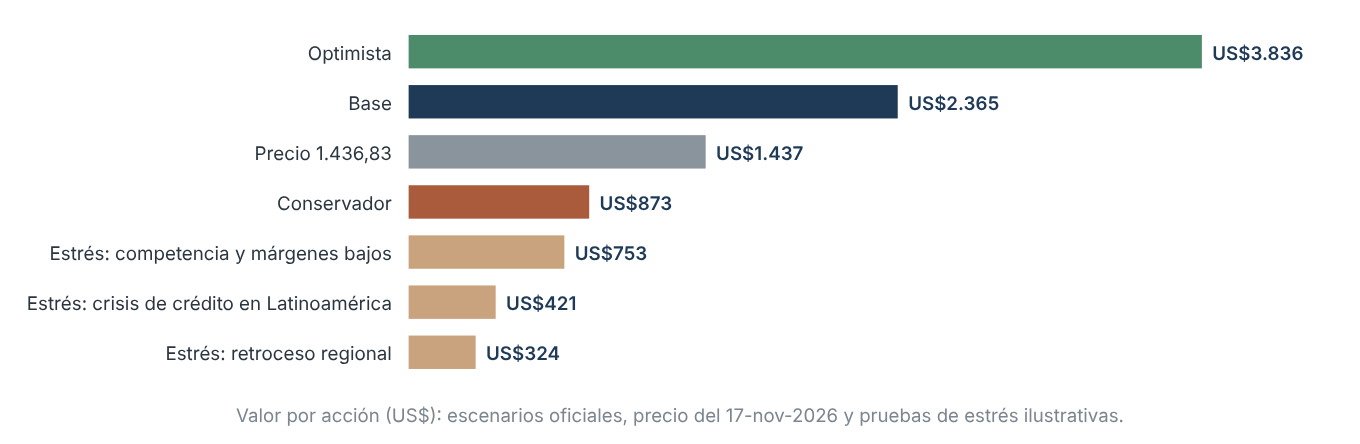 Optimista US$3.836
Base US$2.365
Precio 1.436,83 US$1.437
Conservador US$873
Estrés: competencia y márgenes bajos US$753
Estrés: crisis de crédito en Latinoamérica US$421
Estrés: retroceso regional US$324
Valor por acción (US$): escenarios oficiales, precio del 17-nov-2026 y pruebas de estrés ilustrativas.